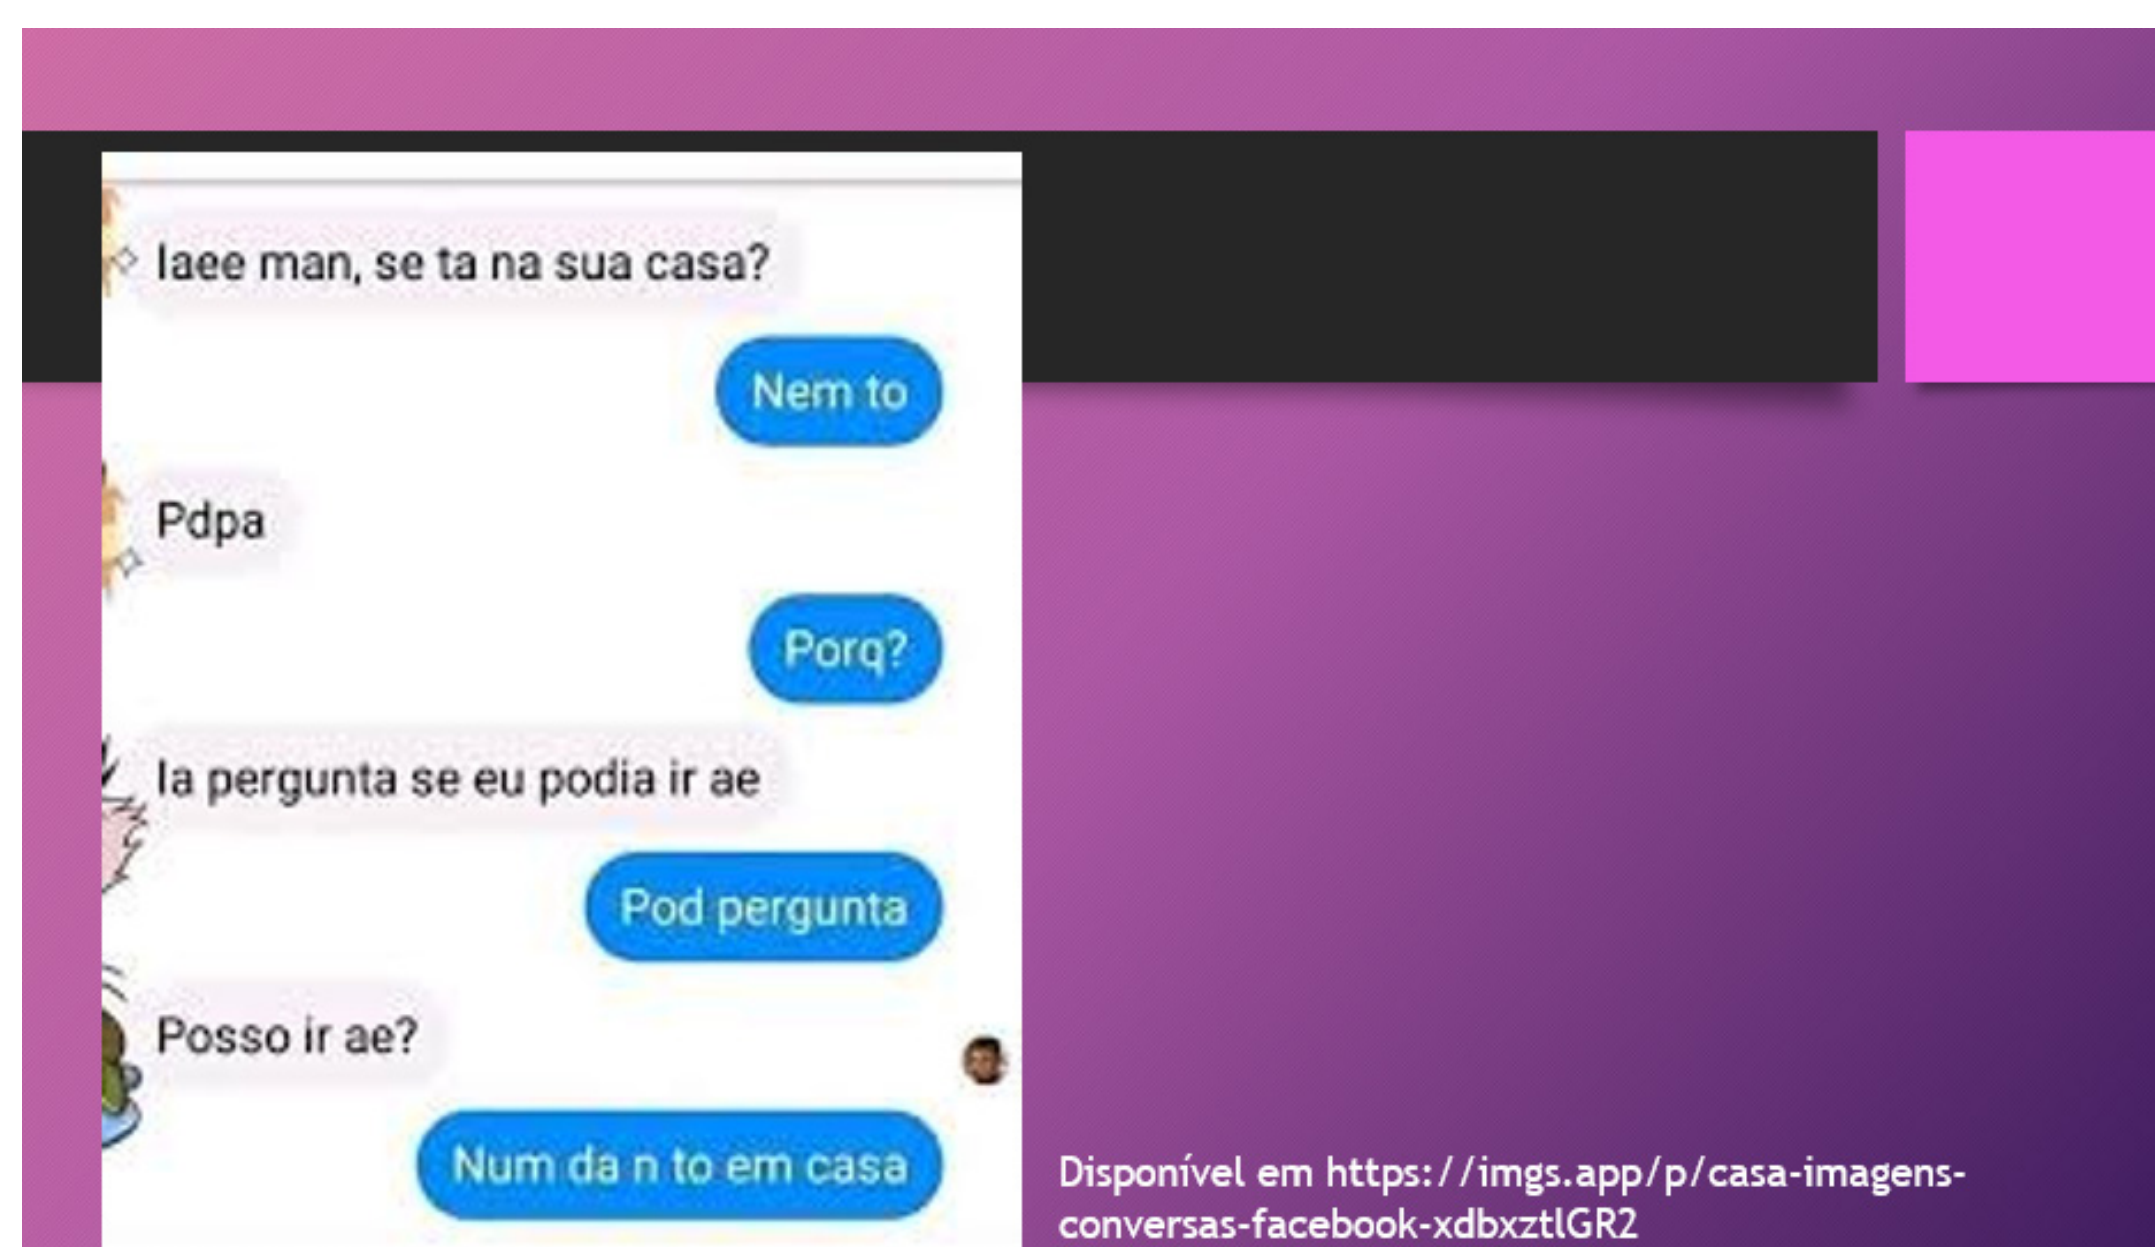 Iaee man, se ta na sua casa?
Nem to
Pdpa
Porq?
Ia pergunta se eu podia ir ae
Pod pergunta
Posso ir ae?
Num da n to em casa
Disponível em https://imgs.app/p/casa-imagens-
conversas-facebook-xdbxztlGR2